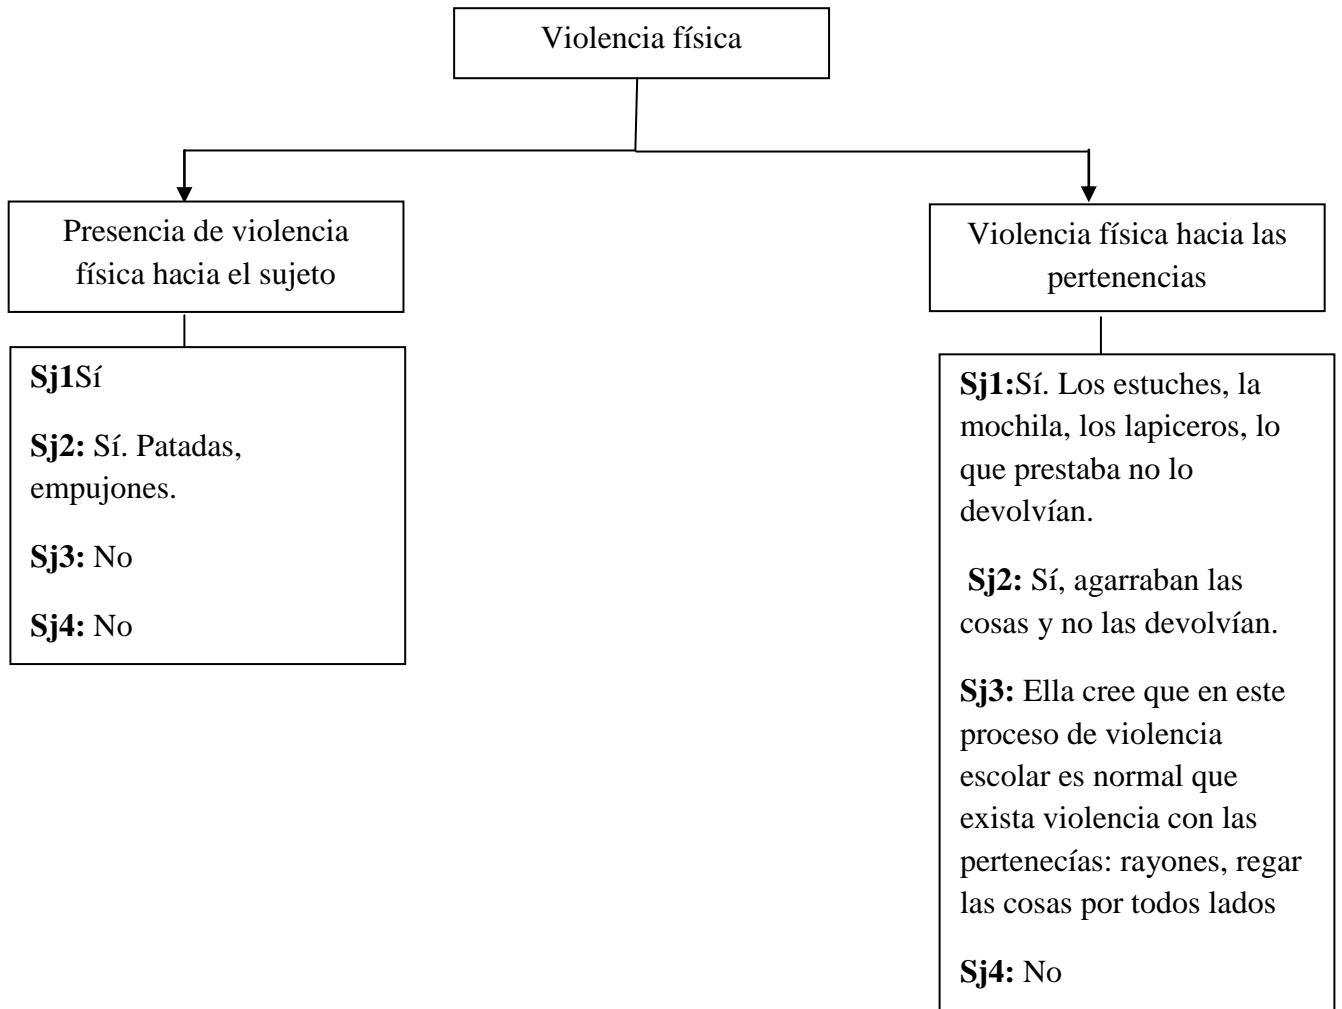 Violencia física
Presencia de violencia
física hacia el sujeto
Sj1Sí
Sj2: Sí. Patadas,
empujones.
Sj3: No
Sj4: No
Violencia física hacia las
pertenencias
Sj1:Sí. Los estuches, la
mochila, los lapiceros, lo
que prestaba no lo
devolvían.
Sj2: Sí, agarraban las
cosas y no las devolvían.
Sj3: Ella cree que en este
proceso de violencia
escolar es normal que
exista violencia con las
pertenecías: rayones, regar
las cosas por todos lados
Sj4: No